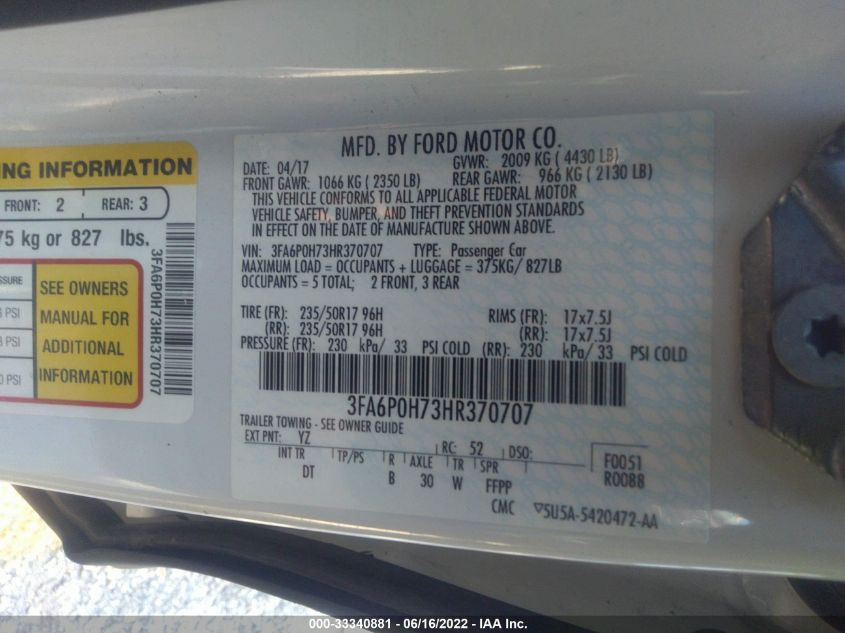 NG INFORMATION
FRONT: 2 REAR: 3
75 kg or 827 lbs.
SSURE
PSI
PSI
PSI
SEE OWNERS
MANUAL FOR
ADDITIONAL
INFORMATION
3FA6P0H73HR370707
MFD. BY FORD MOTOR CO.
DATE: 04/17 GVWR: 2009 KG ( 4430 LB)
FRONT GAWR: 1066 KG ( 2350 LB) REAR GAWR: 966 KG ( 2130 LB)
THIS VEHICLE CONFORMS TO ALL APPLICABLE FEDERAL MOTOR
VEHICLE SAFETY, BUMPER, AND THEFT PREVENTION STANDARDS
IN EFFECT ON THE DATE OF MANUFACTURE SHOWN ABOVE.
VIN: 3FA6P0H73HR370707 TYPE: Passenger Car
MAXIMUM LOAD = OCCUPANTS + LUGGAGE = 375KG/ 827LB
OCCUPANTS = 5 TOTAL; 2 FRONT, 3 REAR
TIRE (FR): 235/50R17 96H RIMS (FR): 17x7.5J
(RR): 235/50R17 96H (RR): 17x7.5J
PRESSURE (FR): 230 kPa/ 33 PSI COLD (RR): 230 kPa/ 33 PSI COLD
3FA6P0H73HR370707
TRAILER TOWING - SEE OWNER GUIDE
EXT PNT: YZ RC: 52 DSO:
INT TR TP/PS R AXLE TR SPR F0051
DT B 30 W FFPP R0088
CMC 5U5A-5420472-AA
000-33340881 - 06/16/2022 - IAA Inc.